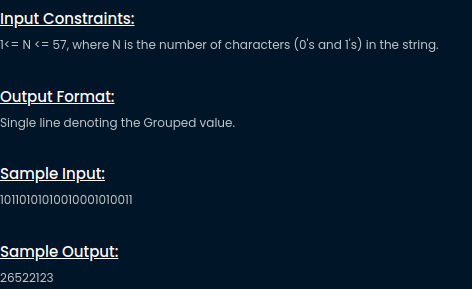 Input Constraints:
1<= N <= 57, where N is the number of characters (0's and 1's) in the string.
Output Format:
Single line denoting the Grouped value.
Sample Input:
10110101010010001010011
Sample Output:
26522123